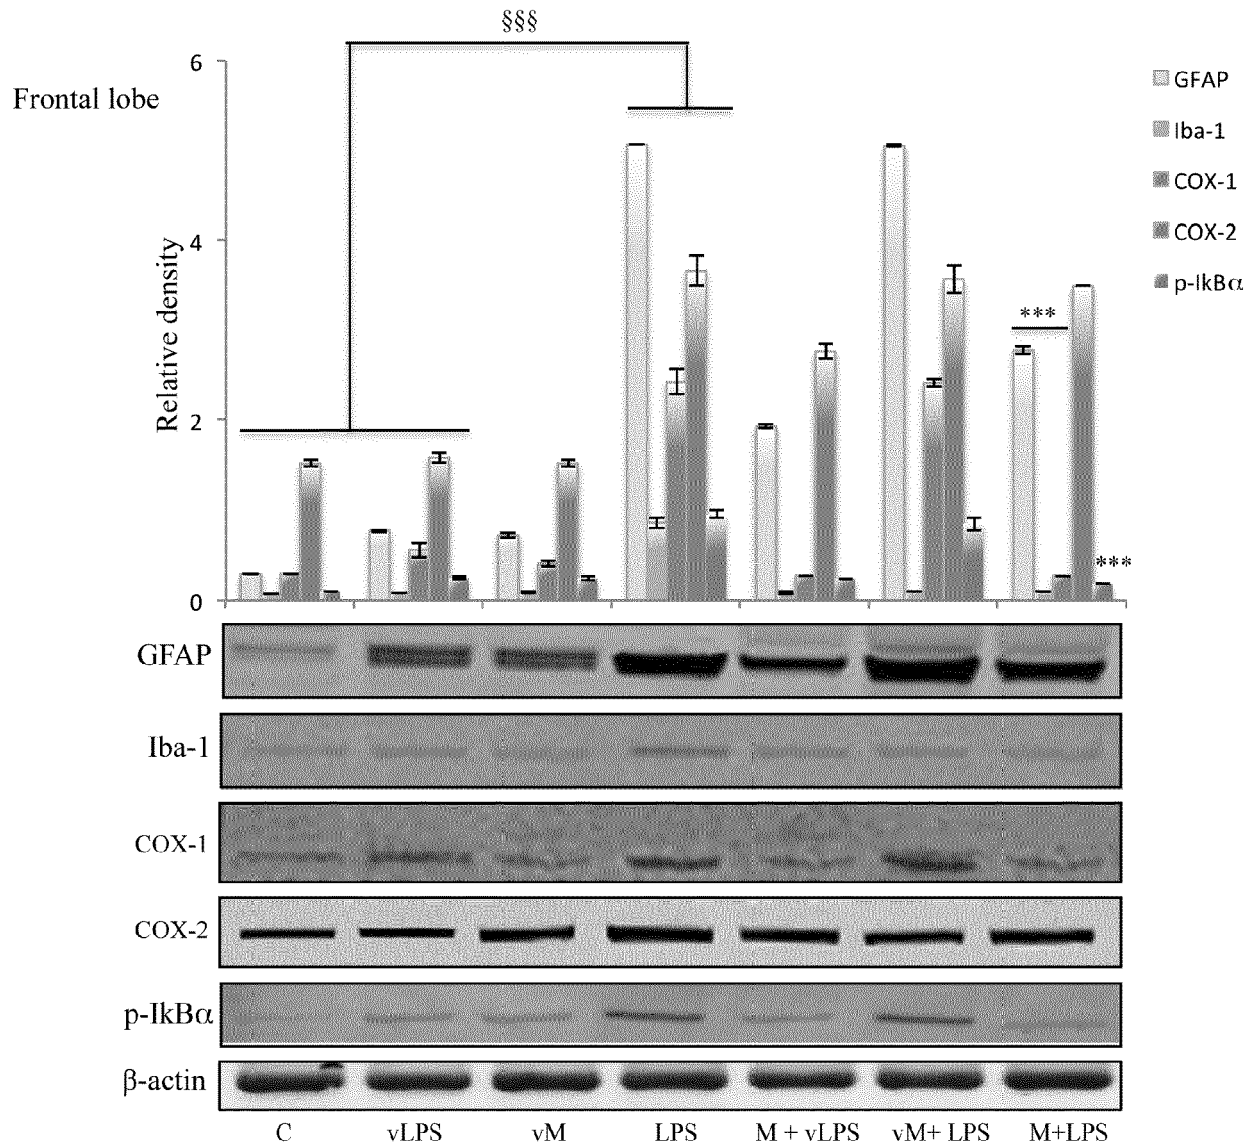 §§§
Frontal lobe
Relative density
6
4
2
0
***
***
GFAP
Iba-1
COX-1
COX-2
p-IkBα
GFAP
Iba-1
COX-1
COX-2
p-IkBα
β-actin
C vLPS vM LPS M + vLPS vM+ LPS M+LPS